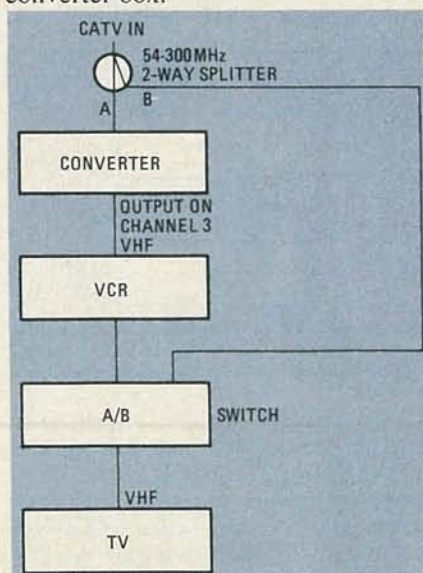 converter box.
CATV IN
54-300MHz
2-WAY SPLITTER
A
B
CONVERTER
OUTPUT ON
CHANNEL 3
VHF
VCR
A/B
SWITCH
VHF
TV